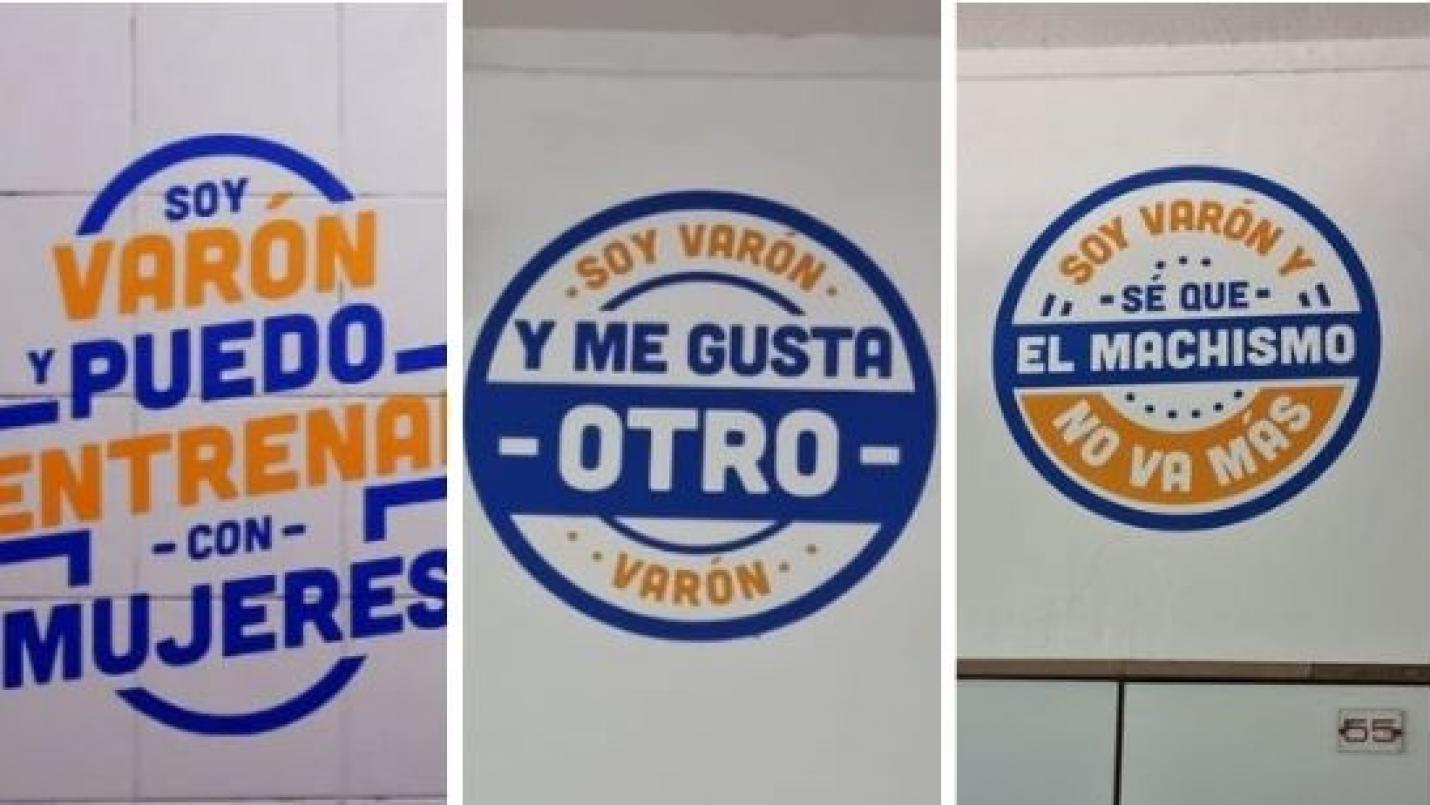 SOY
VARÓN
Y PUEDO
ENTRENA
- CON -
MUJERES
· SOY VARÓN ·
Y ME GUSTA
- OTRO -
· VARÓN ·
SOY VARÓN Y
- SÉ QUE -
EL MACHISMO
NO VA MÁS
65